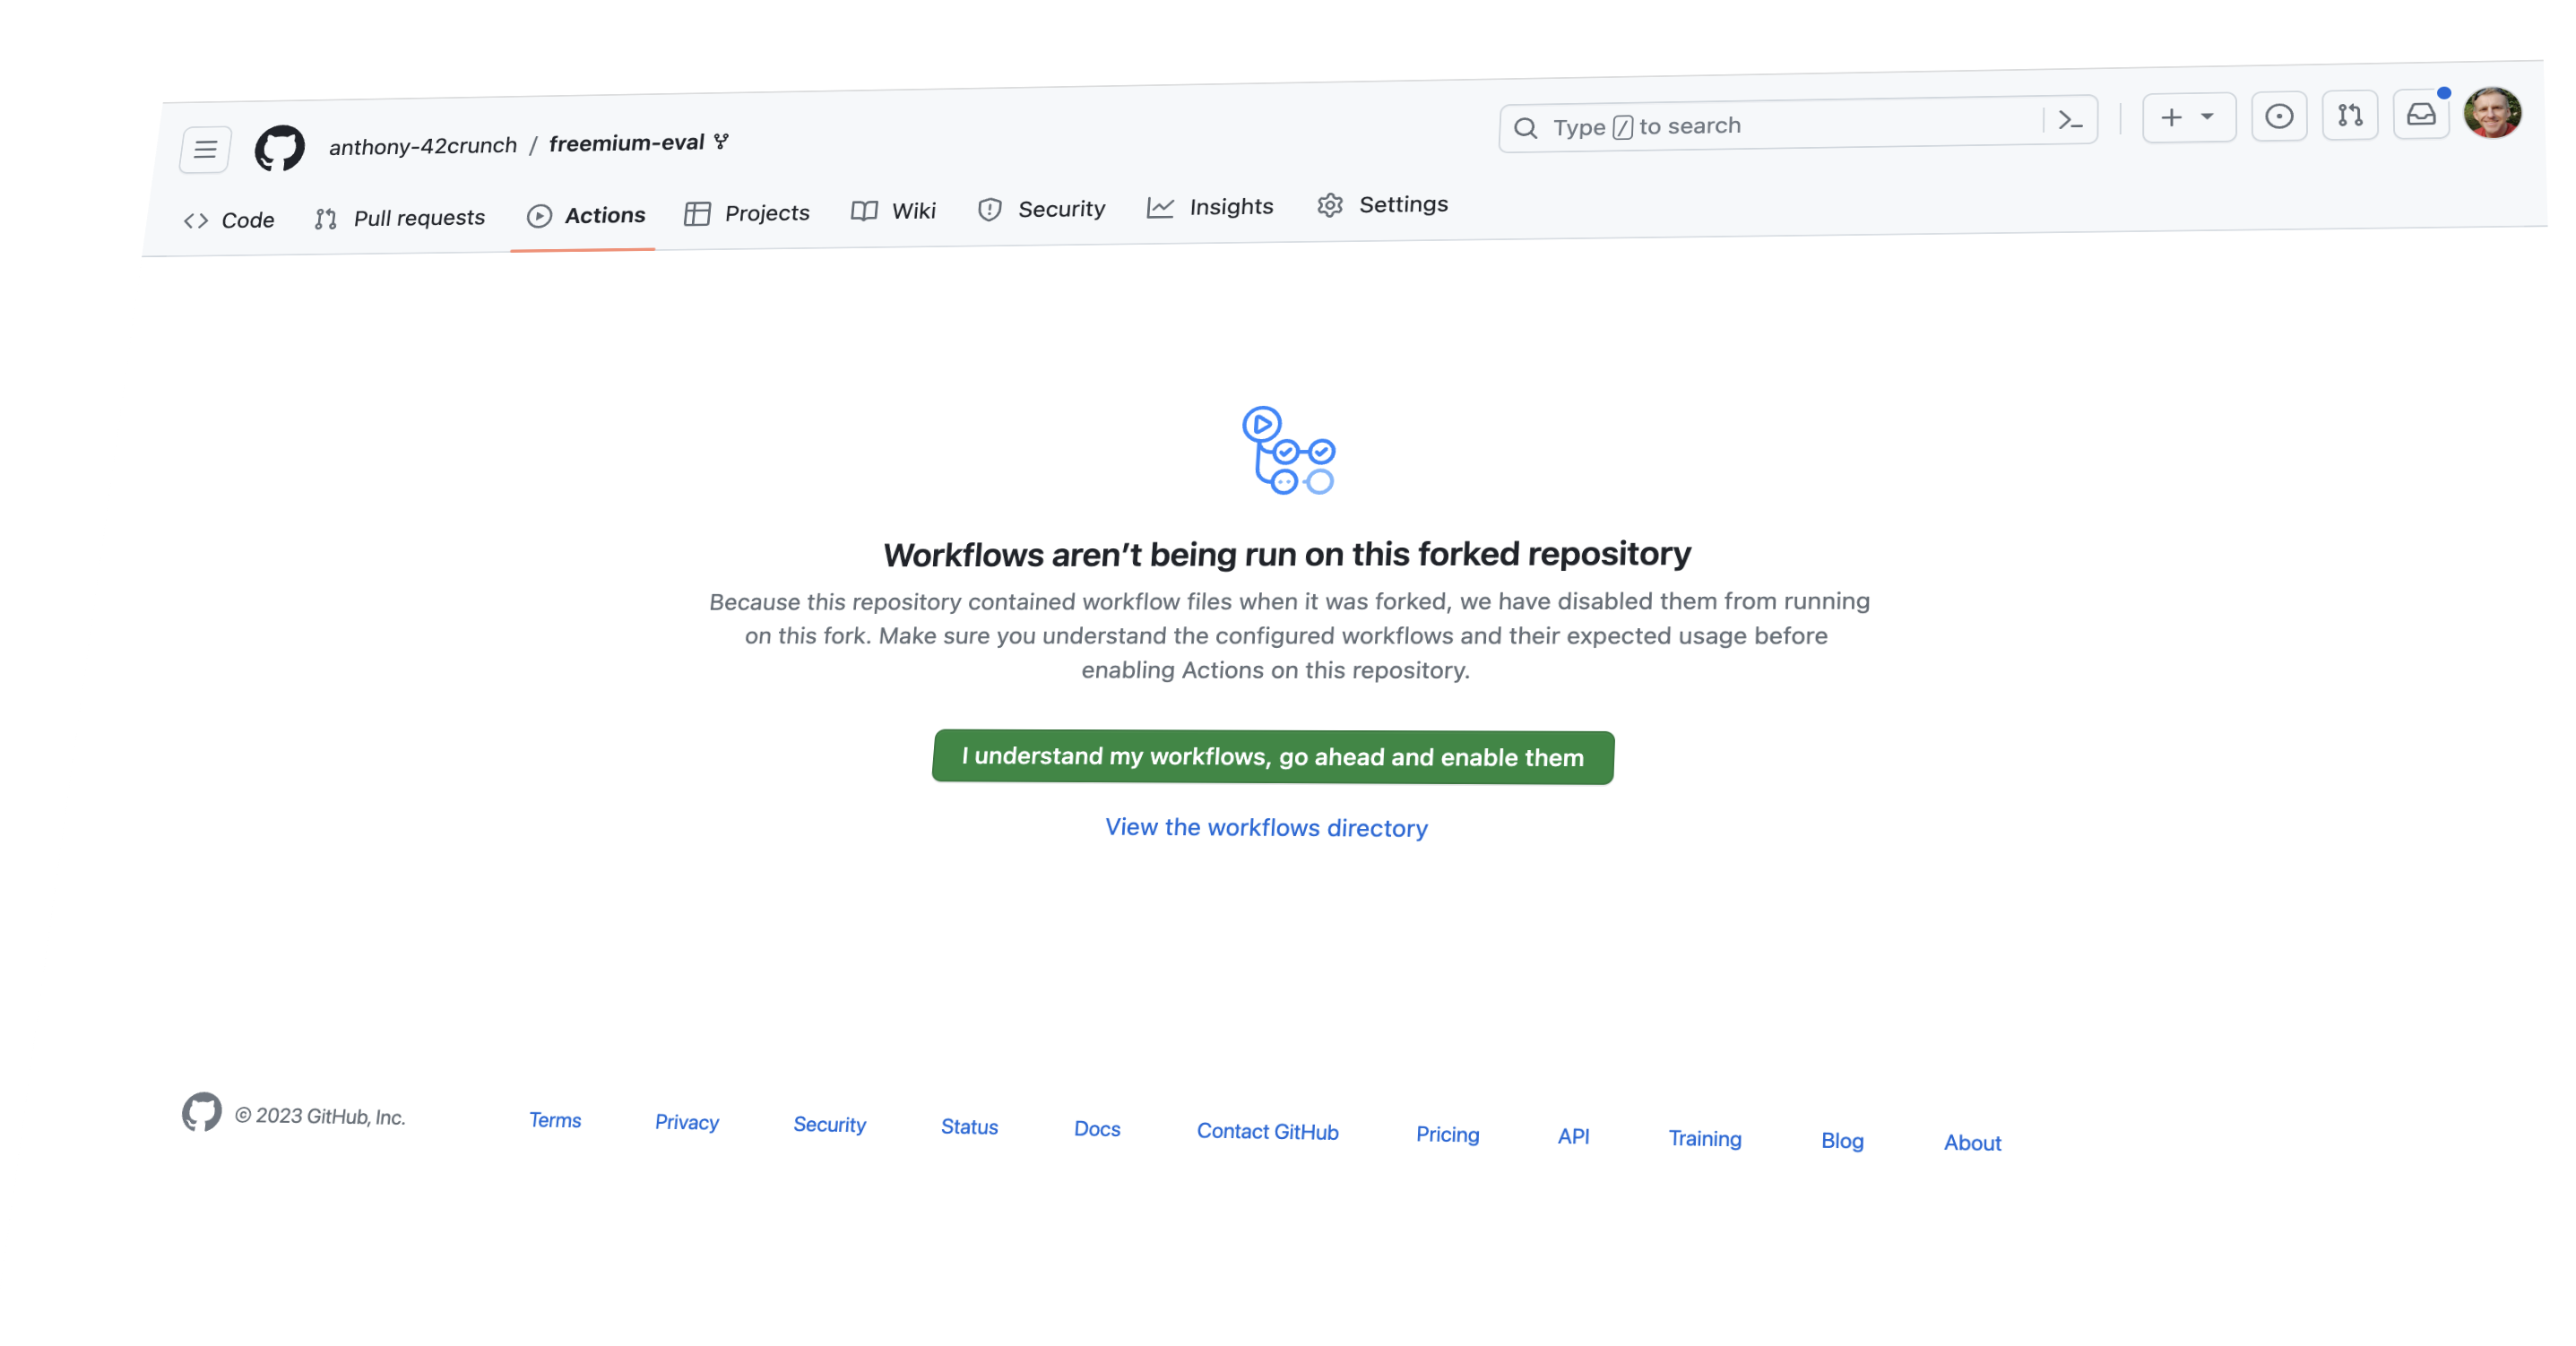 anthony-42crunch / freemium-eval
Type / to search
Code Pull requests Actions Projects Wiki Security Insights Settings
Workflows aren’t being run on this forked repository
Because this repository contained workflow files when it was forked, we have disabled them from running
on this fork. Make sure you understand the configured workflows and their expected usage before
enabling Actions on this repository.
I understand my workflows, go ahead and enable them
View the workflows directory
© 2023 GitHub, Inc. Terms Privacy Security Status Docs Contact GitHub Pricing API Training Blog About